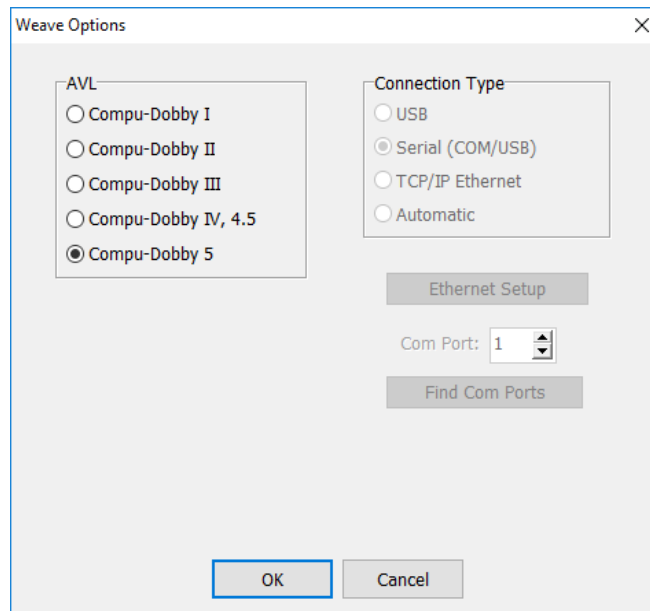 Weave Options
AVL
Compu-Dobby I
Compu-Dobby II
Compu-Dobby III
Compu-Dobby IV, 4.5
Compu-Dobby 5
Connection Type
USB
Serial (COM/USB)
TCP/IP Ethernet
Automatic
Ethernet Setup
Com Port: 1
Find Com Ports
OK
Cancel